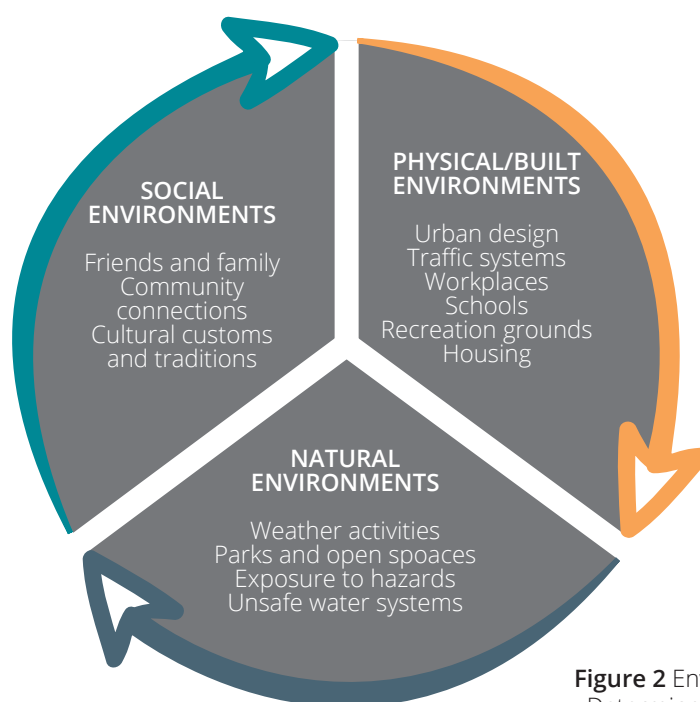 SOCIAL
ENVIRONMENTS
Friends and family
Community
connections
Cultural customs
and traditions
PHYSICAL/BUILT
ENVIRONMENTS
Urban design
Traffic systems
Workplaces
Schools
Recreation grounds
Housing
NATURAL
ENVIRONMENTS
Weather activities
Parks and open spoaces
Exposure to hazards
Unsafe water systems
Figure 2